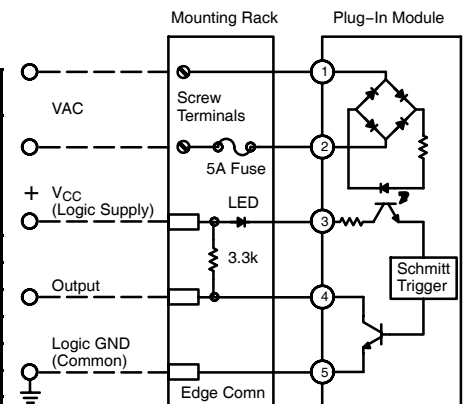 Mounting Rack
Plug–In Module
1
VAC
Screw
Terminals
2
5A Fuse
+ VCC
(Logic Supply)
LED
3
3.3k
Schmitt
Trigger
Output
4
Logic GND
(Common)
5
Edge Comn